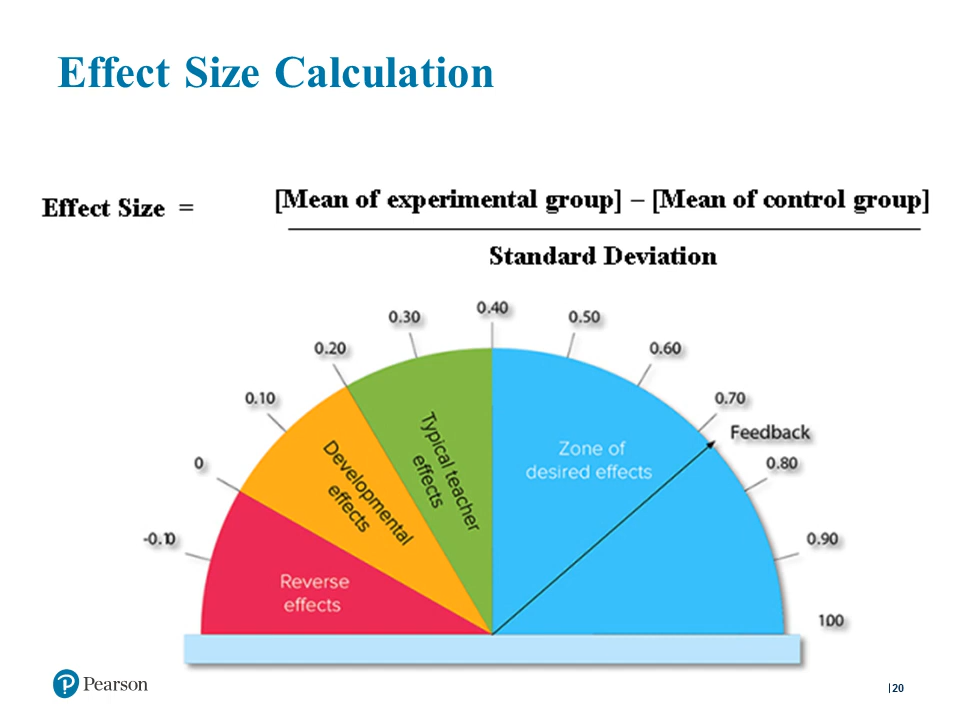 Effect Size Calculation
Effect Size =
[Mean of experimental group] – [Mean of control group]
Standard Deviation
0.40
0.30
0.50
0.20
0.60
0.10
0.70
Feedback
0
0.80
-0.10
0.90
100
Typical teacher
effects
Zone of
desired effects
Developmental
effects
Reverse
effects
Pearson
20